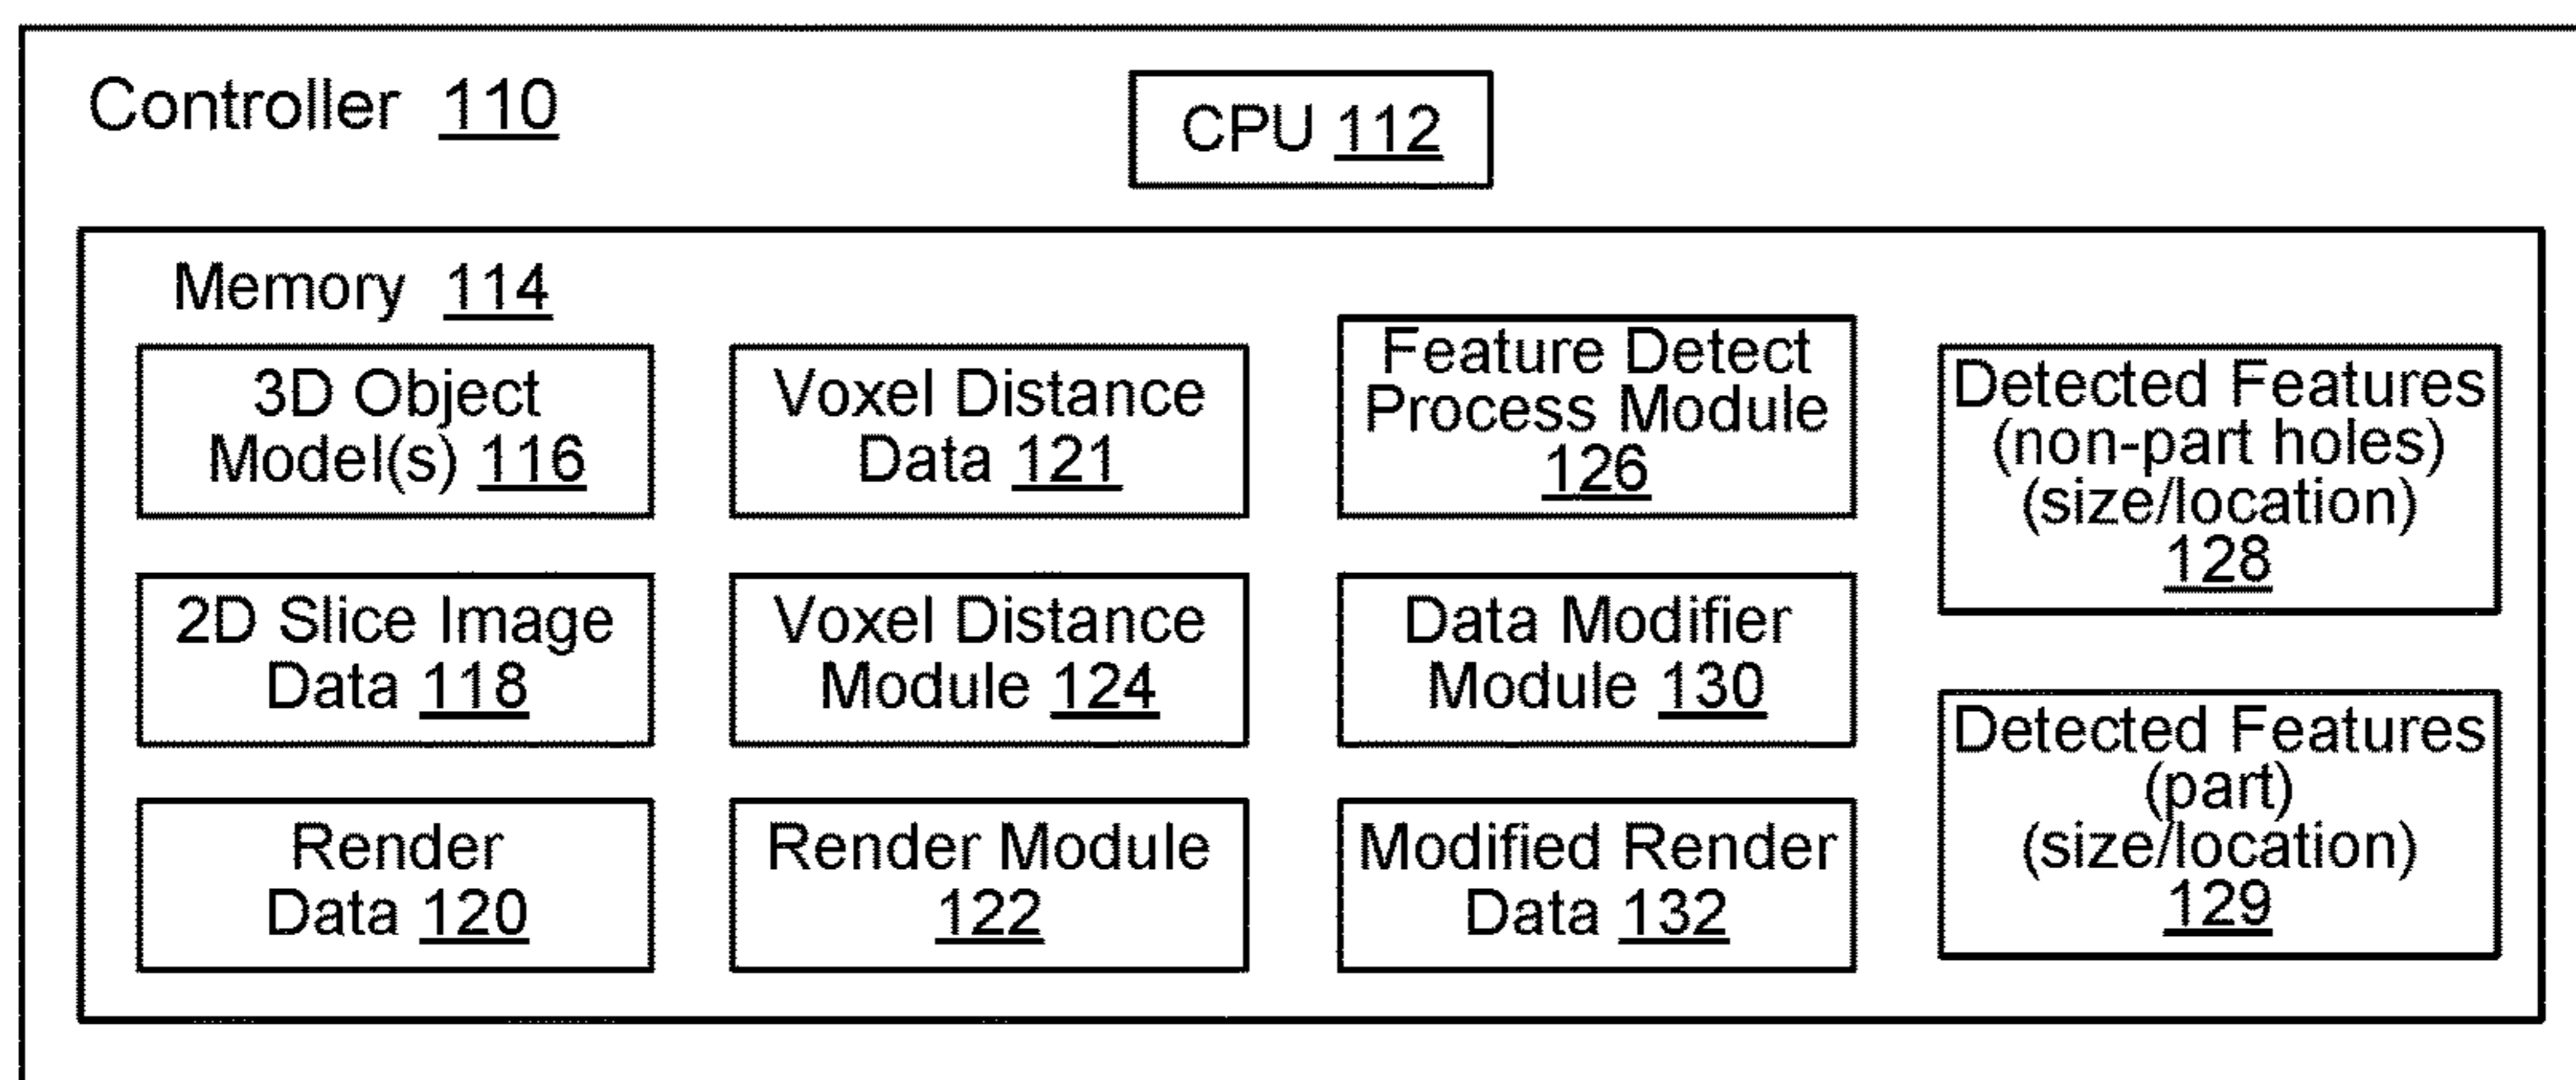 Controller 110
CPU 112
Memory 114
3D Object
Model(s) 116
Voxel Distance
Data 121
Feature Detect
Process Module
126
Detected Features
(non-part holes)
(size/location)
128
2D Slice Image
Data 118
Voxel Distance
Module 124
Data Modifier
Module 130
Detected Features
(part)
(size/location)
129
Render
Data 120
Render Module
122
Modified Render
Data 132